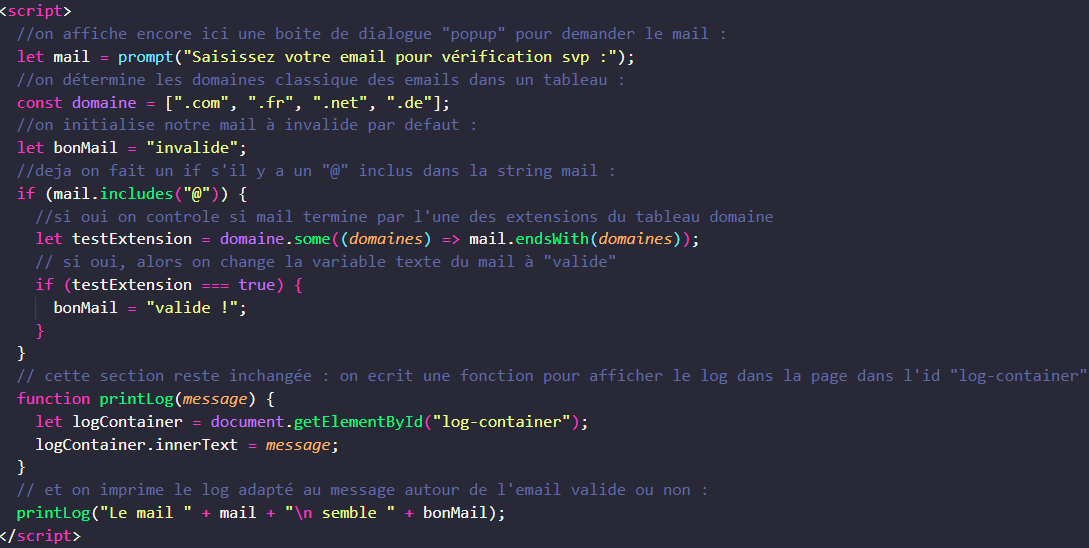 <script>
//on affiche encore ici une boite de dialogue "popup" pour demander le mail :
let mail = prompt("Saisissez votre email pour vérification svp :");
//on détermine les domaines classique des emails dans un tableau :
const domaine = [".com", ".fr", ".net", ".de"];
//on initialise notre mail à invalide par defaut :
let bonMail = "invalide";
//deja on fait un if s'il y a un "@" inclus dans la string mail :
if (mail.includes("@")) {
//si oui on controle si mail termine par l'une des extensions du tableau domaine
let testExtension = domaine.some((domaines) => mail.endsWith(domaines));
// si oui, alors on change la variable texte du mail à "valide"
if (testExtension === true) {
bonMail = "valide !";
}
}
// cette section reste inchangée : on ecrit une fonction pour afficher le log dans la page dans l'id "log-container"
function printLog(message) {
let logContainer = document.getElementById("log-container");
logContainer.innerText = message;
}
// et on imprime le log adapté au message autour de l'email valide ou non :
printLog("Le mail " + mail + "\n semble " + bonMail);
</script>